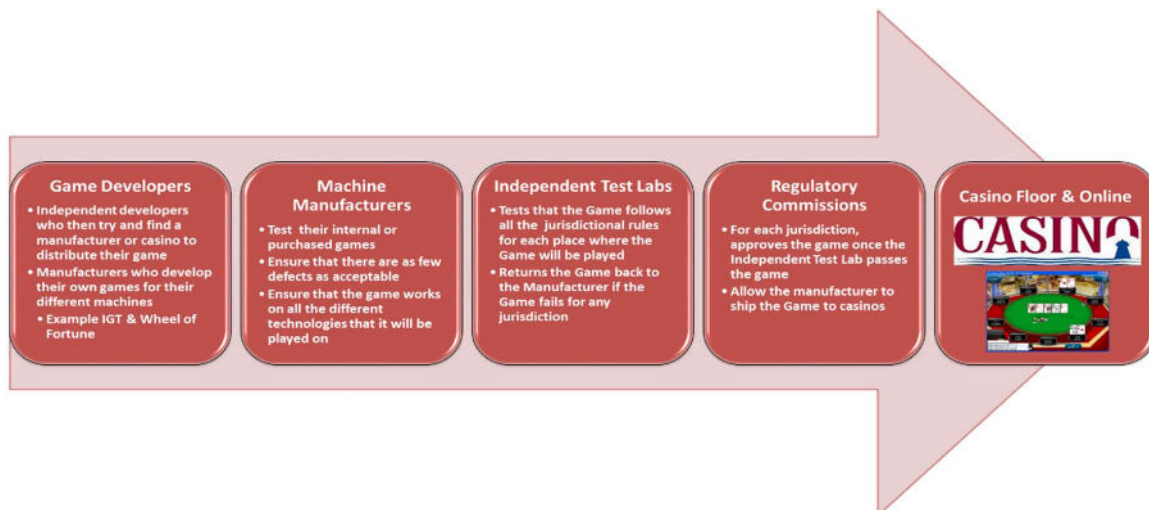 Game Developers
• Independent developers
who then try and find a
manufacturer or casino to
distribute their game
• Manufacturers who develop
their own games for their
different machines
• Example IGT & Wheel of
Fortune
Machine
Manufacturers
• Test their internal or
purchased games
• Ensure that there are as few
defects as acceptable
• Ensure that the game works
on all the different
technologies that it will be
played on
Independent Test Labs
• Tests that the Game follows
all the jurisdictional rules
for each place where the
Game will be played
• Returns the Game back to
the Manufacturer if the
Game fails for any
jurisdiction
Regulatory
Commissions
• For each jurisdiction,
approves the game once the
Independent Test Lab passes
the game
• Allow the manufacturer to
ship the Game to casinos
Casino Floor & Online
CASINO